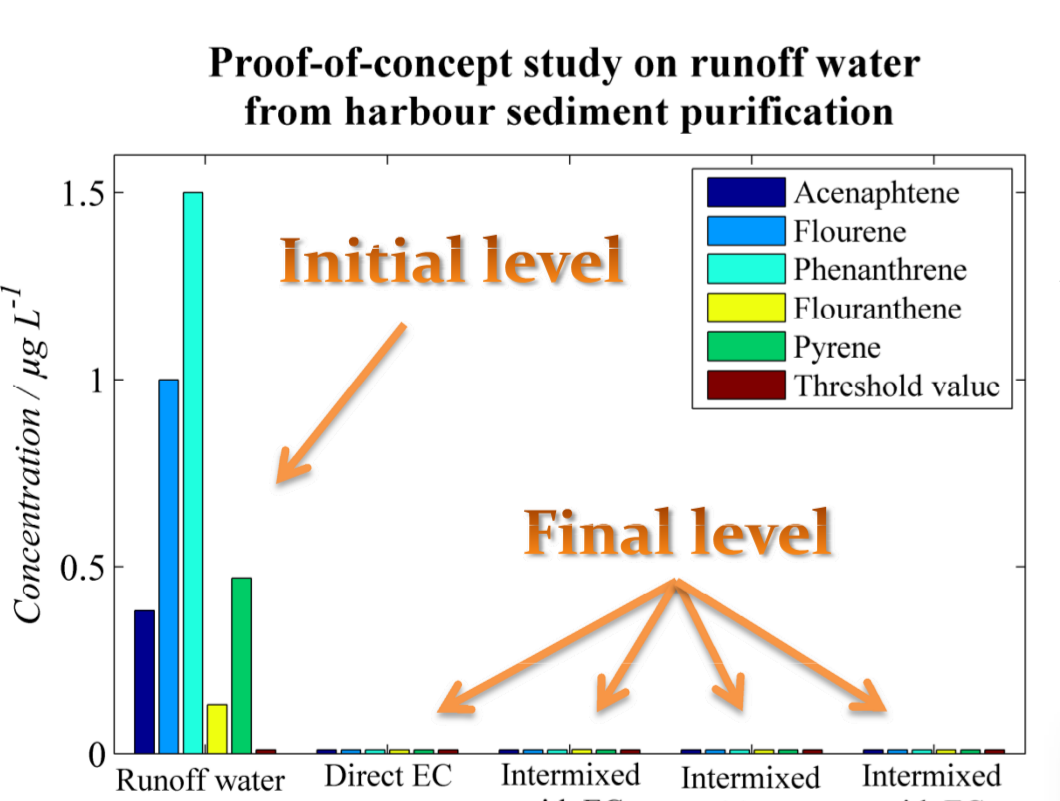 Proof-of-concept study on runoff water
from harbour sediment purification
1.5
1
0.5
0
Concentration / µg L⁻¹
Initial level
Final level
Acenaphtene
Flourene
Phenanthrene
Flouranthene
Pyrene
Threshold value
Runoff water
Direct EC
Intermixed
Intermixed
Intermixed